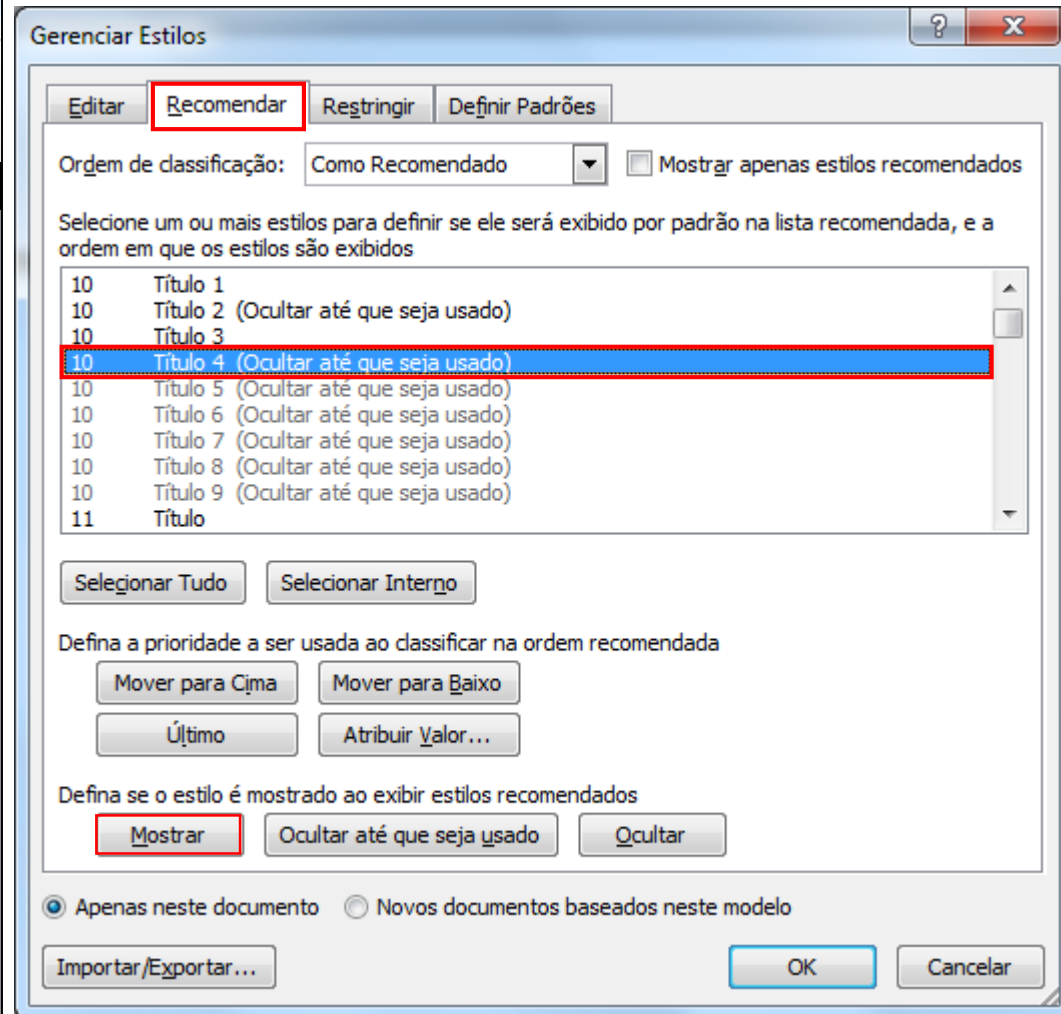 Gerenciar Estilos
Editar Recomendar Restringir Definir Padrões
Ordem de classificação: Como Recomendado Mostrar apenas estilos recomendados
Selecione um ou mais estilos para definir se ele será exibido por padrão na lista recomendada, e a
ordem em que os estilos são exibidos
10 Título 1
10 Título 2 (Ocultar até que seja usado)
10 Título 3
10 Título 4 (Ocultar até que seja usado)
10 Título 5 (Ocultar até que seja usado)
10 Título 6 (Ocultar até que seja usado)
10 Título 7 (Ocultar até que seja usado)
10 Título 8 (Ocultar até que seja usado)
10 Título 9 (Ocultar até que seja usado)
11 Título
Selecionar Tudo Selecionar Interno
Defina a prioridade a ser usada ao classificar na ordem recomendada
Mover para Cima Mover para Baixo
Último Atribuir Valor...
Defina se o estilo é mostrado ao exibir estilos recomendados
Mostrar Ocultar até que seja usado Ocultar
Apenas neste documento Novos documentos baseados neste modelo
Importar/Exportar... OK Cancelar